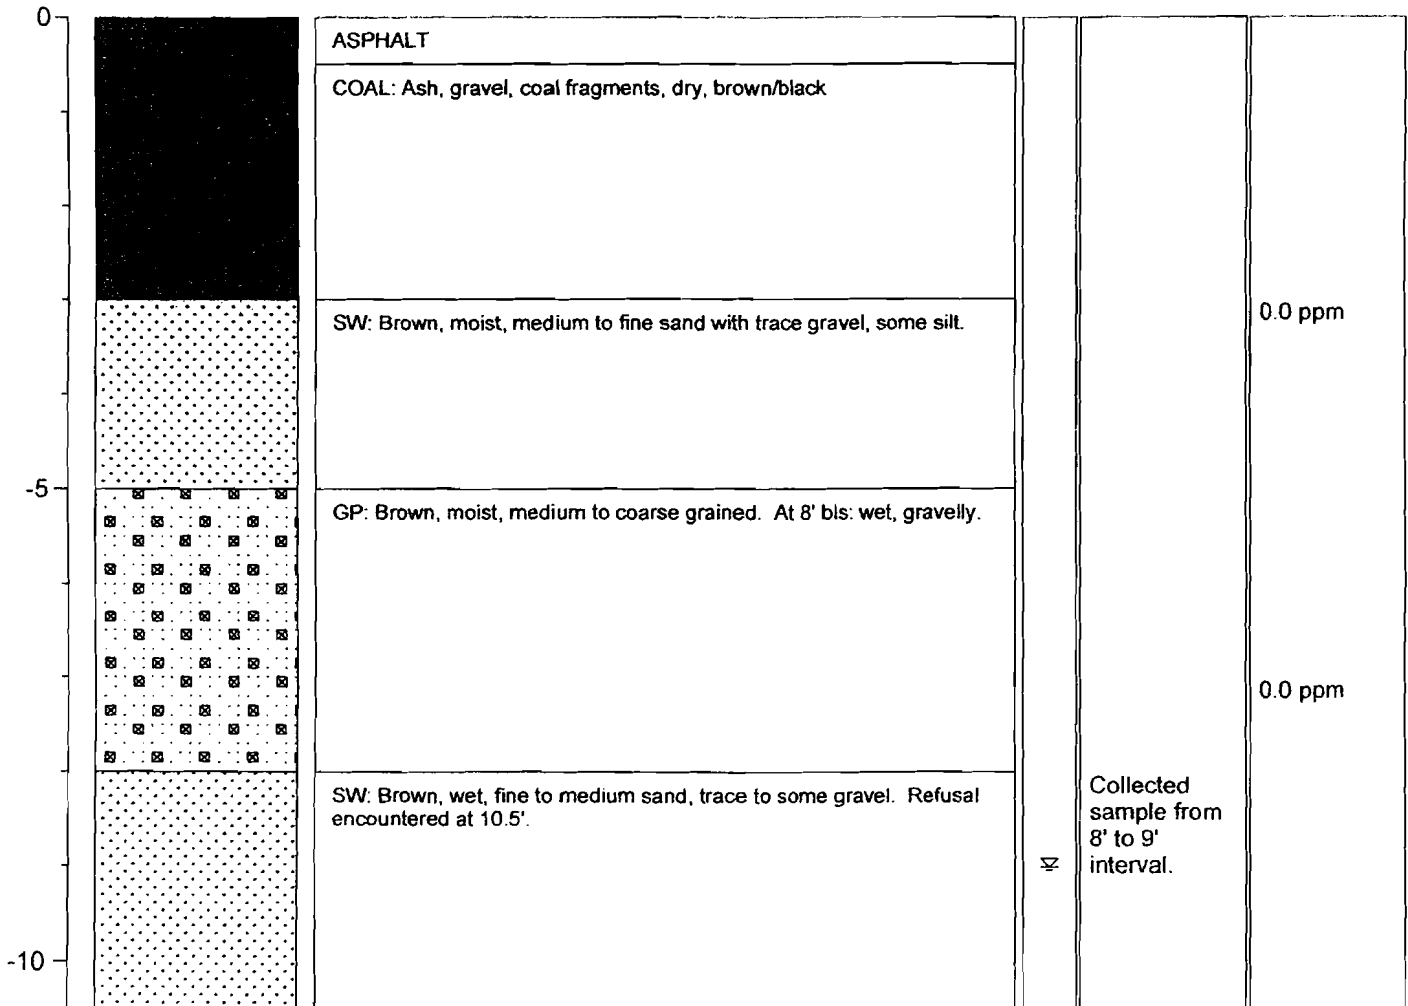 0
ASPHALT
COAL: Ash, gravel, coal fragments, dry, brown/black
SW: Brown, moist, medium to fine sand with trace gravel, some silt.
0.0 ppm
-5
GP: Brown, moist, medium to coarse grained. At 8' bls: wet, gravelly.
0.0 ppm
SW: Brown, wet, fine to medium sand, trace to some gravel. Refusal
encountered at 10.5'.
Collected
sample from
8' to 9'
interval.
-10